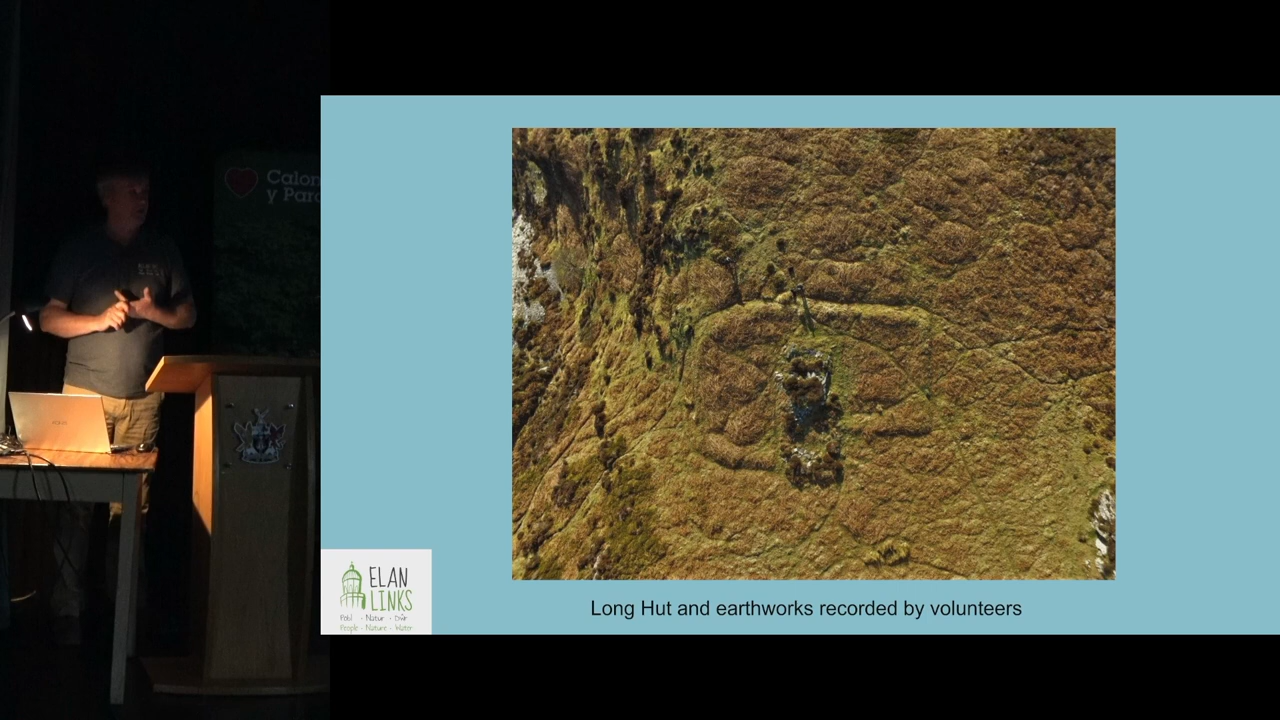 Calon
y Parc
ELAN
LINKS
Pobl - Natur - Dŵr
People - Nature - Water
Long Hut and earthworks recorded by volunteers